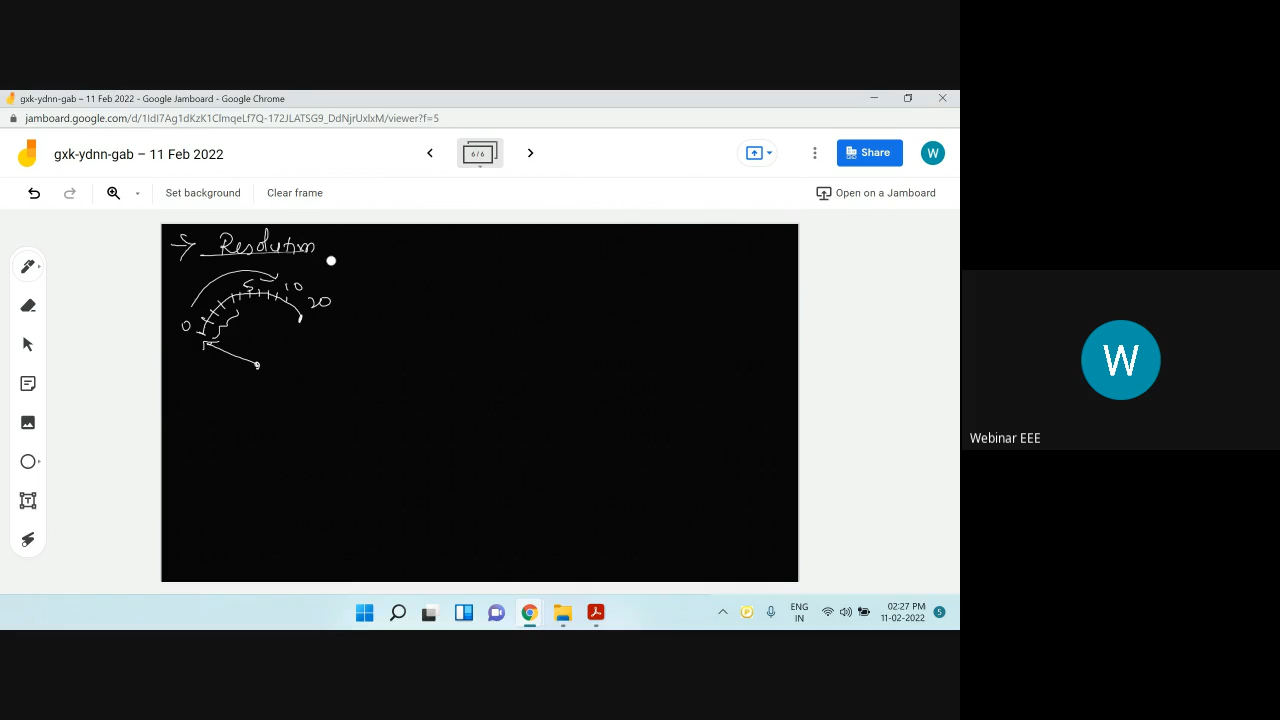 gxk-ydnn-gab – 11 Feb 2022 - Google Jamboard - Google Chrome
jamboard.google.com/d/1IdI7Ag1dKzK1ClmqeLf7Q-172JLATSG9_DdNjrUxlxM/viewer?f=5
gxk-ydnn-gab – 11 Feb 2022
6 / 6
Share
W
Set background
Clear frame
Open on a Jamboard
→ Resolution
5
10
20
0
W
Webinar EEE
ENG
IN
02:27 PM
11-02-2022
5